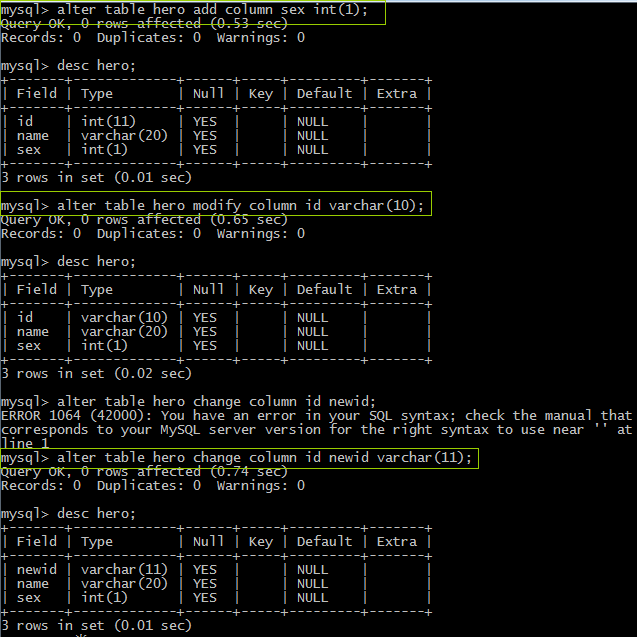 mysql> alter table hero add column sex int(1);
Query OK, 0 rows affected (0.53 sec)
Records: 0  Duplicates: 0  Warnings: 0

mysql> desc hero;
+-------+-------------+------+-----+---------+-------+
| Field | Type        | Null | Key | Default | Extra |
+-------+-------------+------+-----+---------+-------+
| id    | int(11)     | YES  |     | NULL    |       |
| name  | varchar(20) | YES  |     | NULL    |       |
| sex   | int(1)      | YES  |     | NULL    |       |
+-------+-------------+------+-----+---------+-------+
3 rows in set (0.01 sec)

mysql> alter table hero modify column id varchar(10);
Query OK, 0 rows affected (0.65 sec)
Records: 0  Duplicates: 0  Warnings: 0

mysql> desc hero;
+-------+-------------+------+-----+---------+-------+
| Field | Type        | Null | Key | Default | Extra |
+-------+-------------+------+-----+---------+-------+
| id    | varchar(10) | YES  |     | NULL    |       |
| name  | varchar(20) | YES  |     | NULL    |       |
| sex   | int(1)      | YES  |     | NULL    |       |
+-------+-------------+------+-----+---------+-------+
3 rows in set (0.02 sec)

mysql> alter table hero change column id newid;
ERROR 1064 (42000): You have an error in your SQL syntax; check the manual that
corresponds to your MySQL server version for the right syntax to use near '' at
line 1
mysql> alter table hero change column id newid varchar(11);
Query OK, 0 rows affected (0.74 sec)
Records: 0  Duplicates: 0  Warnings: 0

mysql> desc hero;
+-------+-------------+------+-----+---------+-------+
| Field | Type        | Null | Key | Default | Extra |
+-------+-------------+------+-----+---------+-------+
| newid | varchar(11) | YES  |     | NULL    |       |
| name  | varchar(20) | YES  |     | NULL    |       |
| sex   | int(1)      | YES  |     | NULL    |       |
+-------+-------------+------+-----+---------+-------+
3 rows in set (0.01 sec)